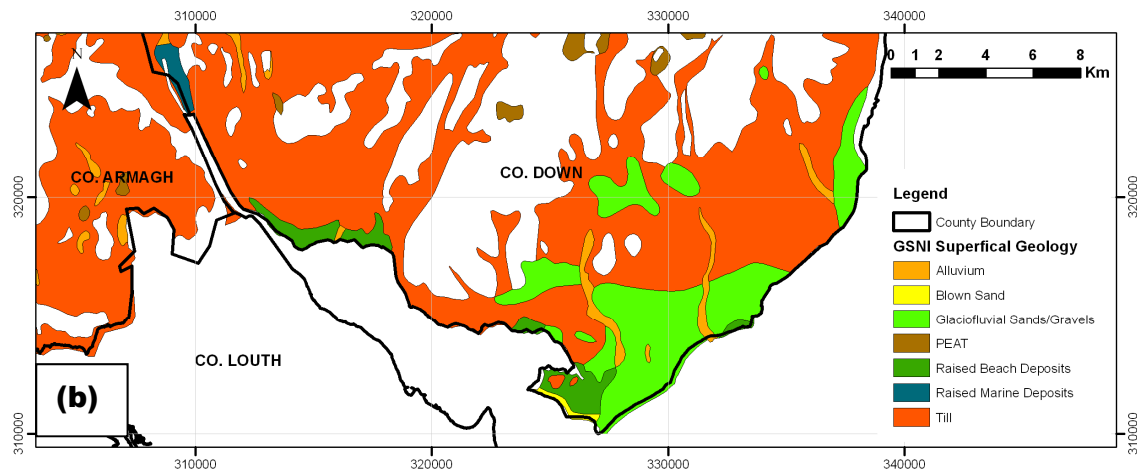 310000 320000 330000 340000
N
0 1 2 4 6 8
Km
CO. ARMAGH
CO. DOWN
320000 320000
Legend
County Boundary
GSNI Superfical Geology
Alluvium
Blown Sand
Glaciofluvial Sands/Gravels
PEAT
Raised Beach Deposits
Raised Marine Deposits
Till
CO. LOUTH
(b)
310000 310000
310000 320000 330000 340000